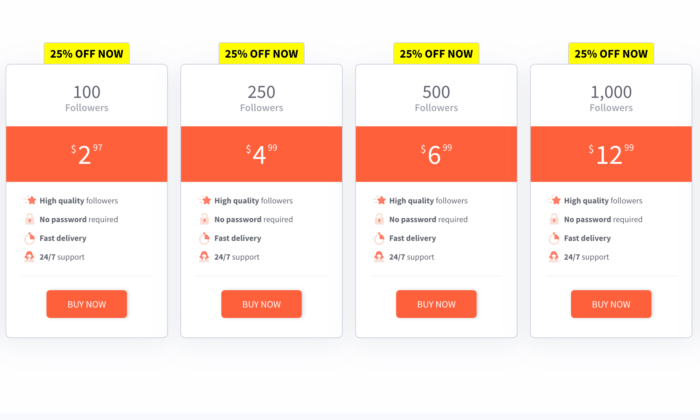 25% OFF NOW
100
Followers
$2 97
High quality followers
No password required
Fast delivery
24/7 support
BUY NOW
25% OFF NOW
250
Followers
$4 99
High quality followers
No password required
Fast delivery
24/7 support
BUY NOW
25% OFF NOW
500
Followers
$6 99
High quality followers
No password required
Fast delivery
24/7 support
BUY NOW
25% OFF NOW
1,000
Followers
$12 99
High quality followers
No password required
Fast delivery
24/7 support
BUY NOW